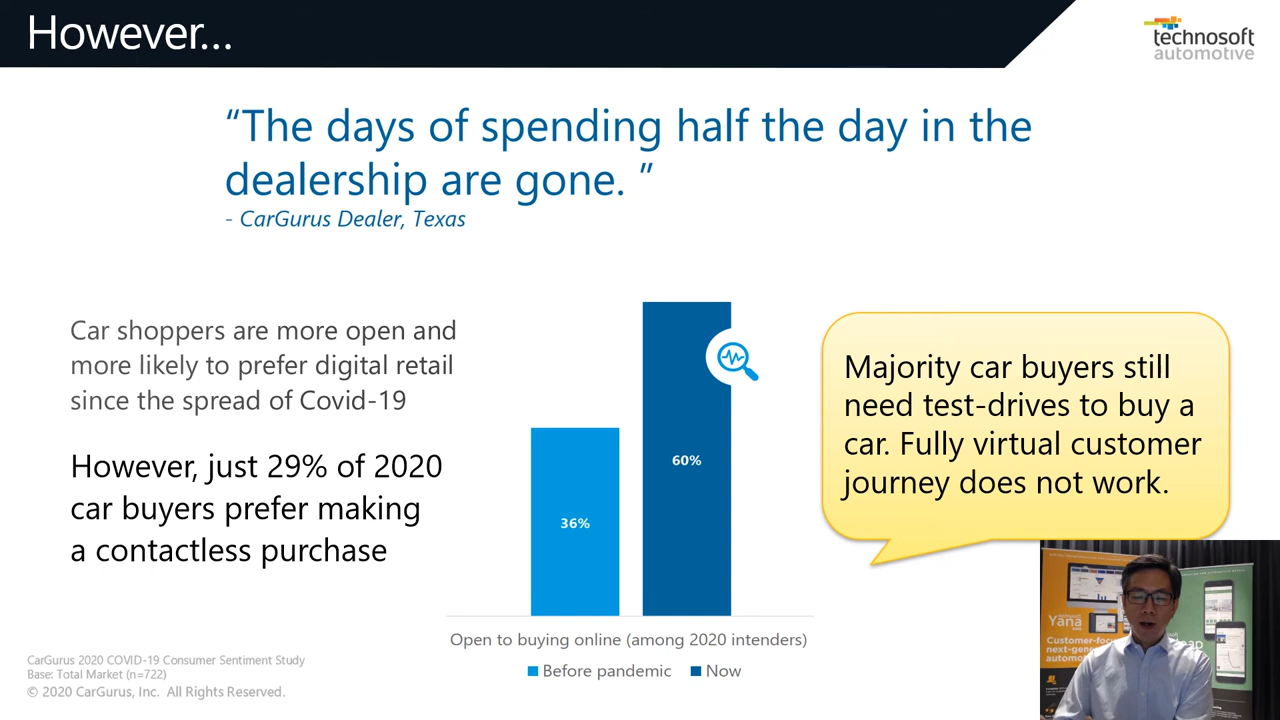 However...
technosoft
automotive
“The days of spending half the day in the
dealership are gone. ”
- CarGurus Dealer, Texas
Car shoppers are more open and
more likely to prefer digital retail
since the spread of Covid-19
However, just 29% of 2020
car buyers prefer making
a contactless purchase
60%
36%
Open to buying online (among 2020 intenders)
Before pandemic
Now
Majority car buyers still
need test-drives to buy a
car. Fully virtual customer
journey does not work.
Yana
CarGurus 2020 COVID-19 Consumer Sentiment Study
Base: Total Market (n=722)
© 2020 CarGurus, Inc.  All Rights Reserved.